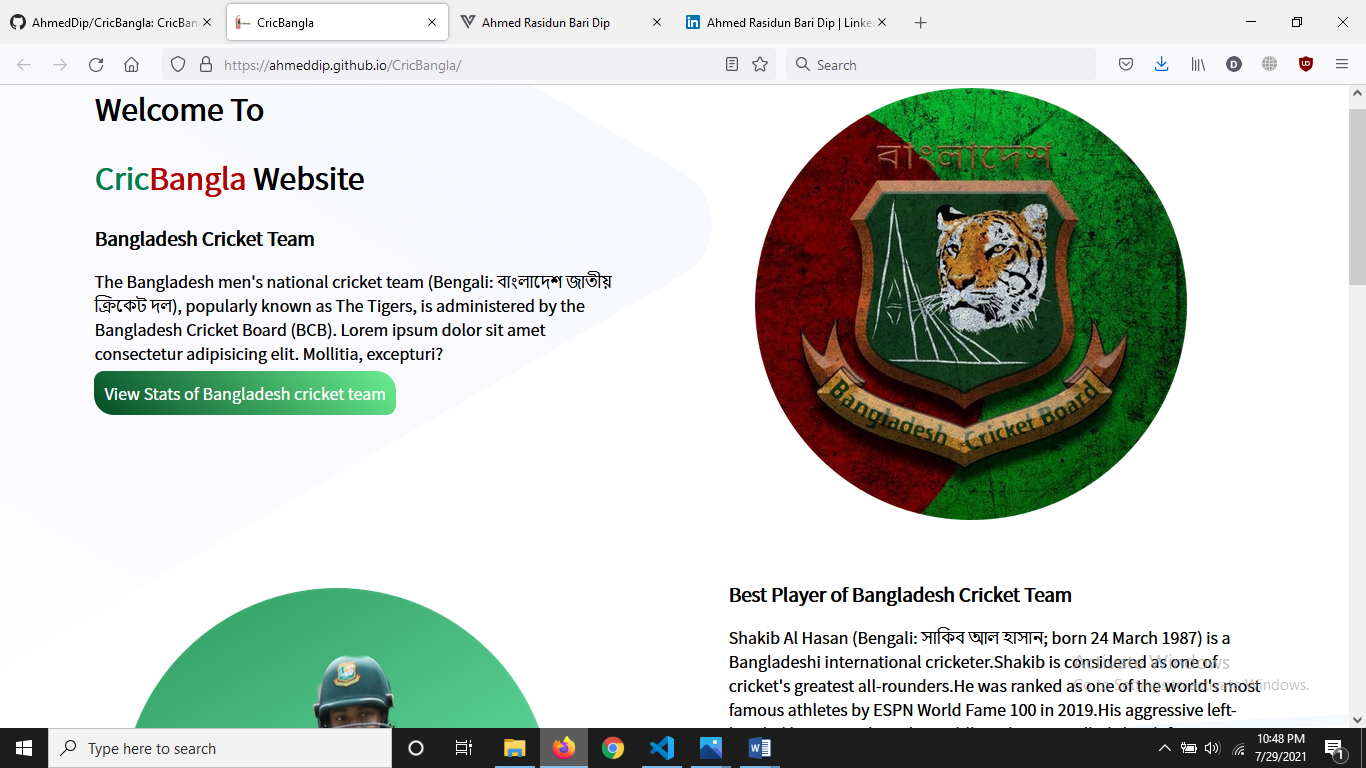 AhmedDip/CricBangla: CricBan
CricBangla
Ahmed Rasidun Bari Dip
Ahmed Rasidun Bari Dip | Linke
https://ahmeddip.github.io/CricBangla/
Search
Welcome To
CricBangla Website
Bangladesh Cricket Team
The Bangladesh men's national cricket team (Bengali: বাংলাদেশ জাতীয়
ক্রিকেট দল), popularly known as The Tigers, is administered by the
Bangladesh Cricket Board (BCB). Lorem ipsum dolor sit amet
consectetur adipisicing elit. Mollitia, excepturi?
View Stats of Bangladesh cricket team
বাংলাদেশ
Bangladesh Cricket Board
Best Player of Bangladesh Cricket Team
Shakib Al Hasan (Bengali: সাকিব আল হাসান; born 24 March 1987) is a
Bangladeshi international cricketer.Shakib is considered as one of
cricket's greatest all-rounders.He was ranked as one of the world's most
famous athletes by ESPN World Fame 100 in 2019.His aggressive left-
Activate Windows
Go to Settings to activate Windows.
Type here to search
10:48 PM
7/29/2021